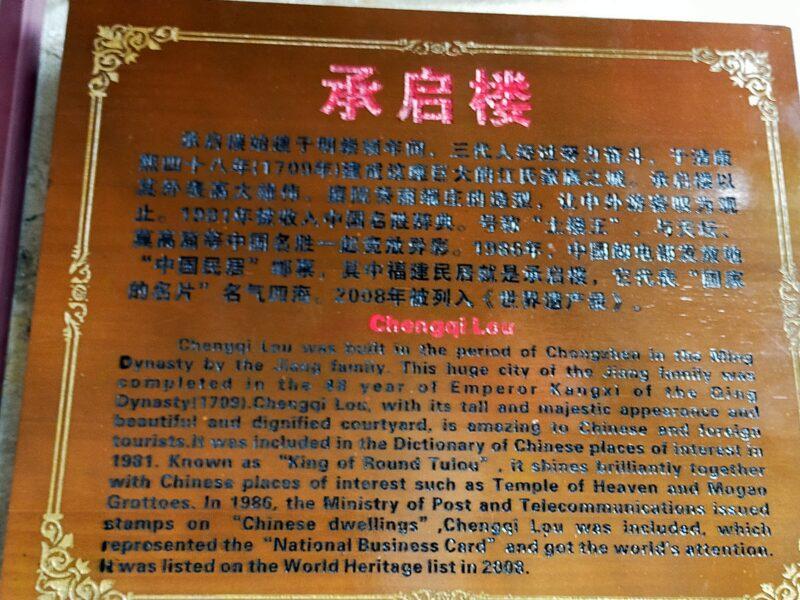 承启楼
承启楼始建于明崇祯年间，三代人经过努力奋斗，于清康
熙四十八年(1709年)建成这座巨大的江氏家族之城。承启楼以
其外墙高大雄伟，庭院秀丽端庄的造型，让中外游客叹为观
止。1981年被收入中国名胜辞典。号称“土楼王”，与天坛、
莫高窟等中国名胜一起竞放异彩。1986年，中国邮电部发放地
“中国民居”邮票，其中福建民居就是承启楼，它代表“国家
的名片”名气四海。2008年被列入《世界遗产录》。
Chengqi Lou
Chengqi Lou was built in the period of Chongzhen in the Ming
Dynasty by the Jiang family. This huge city of the Jiang family was
completed in the 48 year of Emperor Kangxi of the Qing
Dynasty(1709).Chengqi Lou, with its tall and majestic appearance and
beautiful and dignified courtyard, is amazing to Chinese and foreign
tourists.It was included in the Dictionary of Chinese places of interest in
1981. Known as “King of Round Tulou”, it shines brilliantly together
with Chinese places of interest such as Temple of Heaven and Mogao
Grottoes. In 1986, the Ministry of Post and Telecommunications issued
stamps on “Chinese dwellings”,Chengqi Lou was included, which
represented the “National Business Card” and got the world's attention.
It was listed on the World Heritage list in 2008.